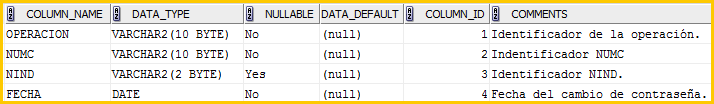 COLUMN_NAME DATA_TYPE NULLABLE DATA_DEFAULT COLUMN_ID COMMENTS
OPERACION VARCHAR2(10 BYTE) No (null) 1 Identificador de la operación.
NUMC VARCHAR2(10 BYTE) No (null) 2 Indentificador NUMC
NIND VARCHAR2(2 BYTE) Yes (null) 3 Indentificador NIND.
FECHA DATE No (null) 4 Fecha del cambio de contraseña.